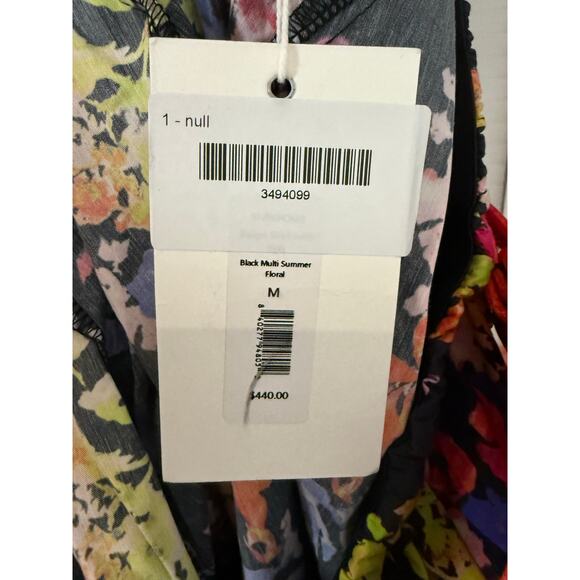 1 - null
3494099
Black Multi Summer
Floral
M
$440.00